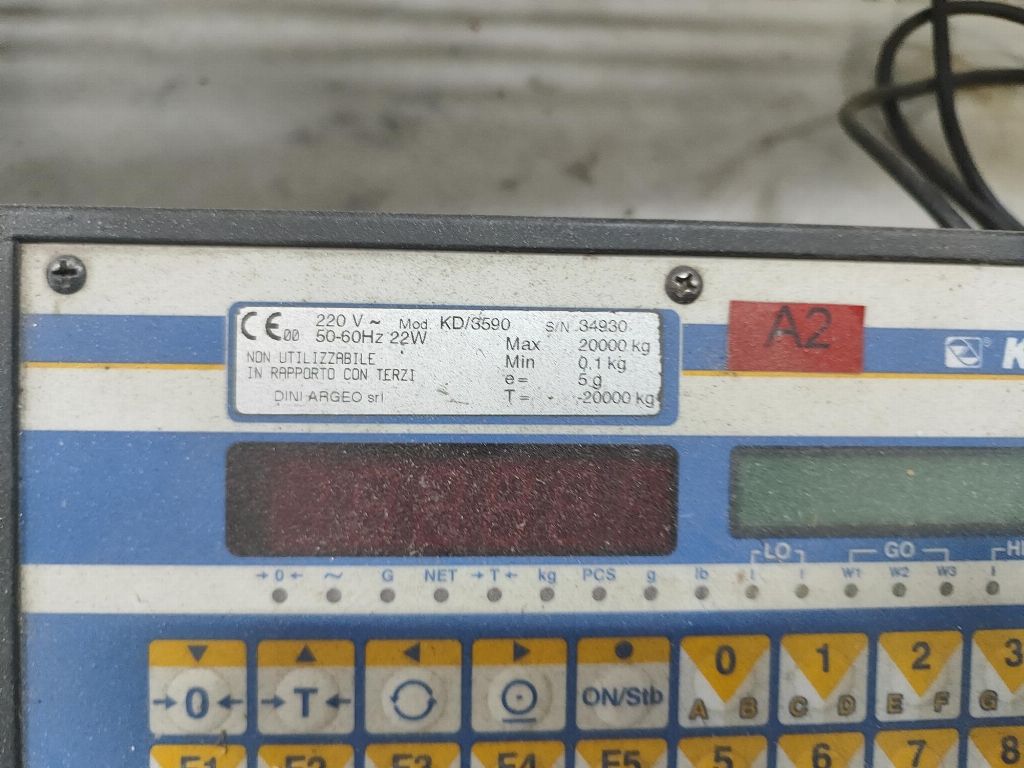 CE 00 220 V ~ Mod. KD/3590 S/N 34930
50-60Hz 22W Max 20000 kg
NON UTILIZZABILE Min 0,1 kg
IN RAPPORTO CON TERZI e= 5 g
DINI ARGEO srl T= - -20000 kg
A2
K
LO GO HI
→0← ~ G NET →T← kg PCS g lb I I W1 W2 W3 I
▼ ▲ ◀ ▶ ● 0 1 2 3
→0← →T← ON/Stb A B C D E F G
F1 F2 F3 F4 F5 5 6 7 8